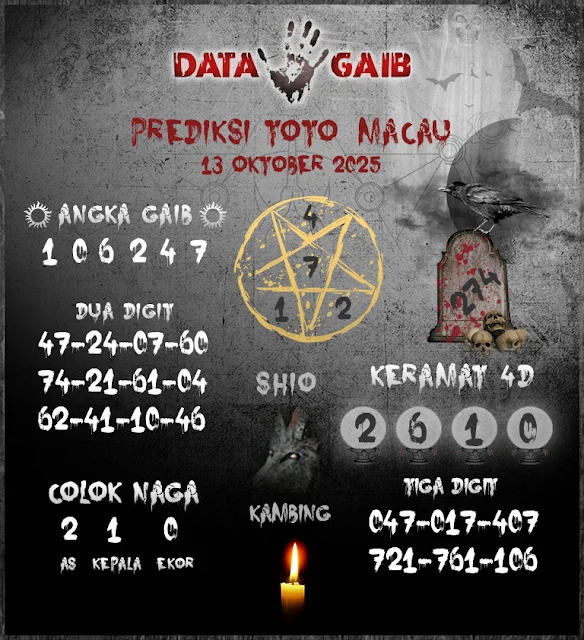 DATA GAIB
PREDIKSI TOTO MACAU
13 OKTOBER 2025
ANGKA GAIB
1 0 6 2 4 7
DUA DIGIT
47-24-07-60
74-21-61-04
62-41-10-46
COLOK NAGA
2 1 0
AS KEPALA EKOR
4
7
1 2
SHIO
KAMBING
274
KERAMAT 4D
2 6 1 0
TIGA DIGIT
047-017-407
721-761-106